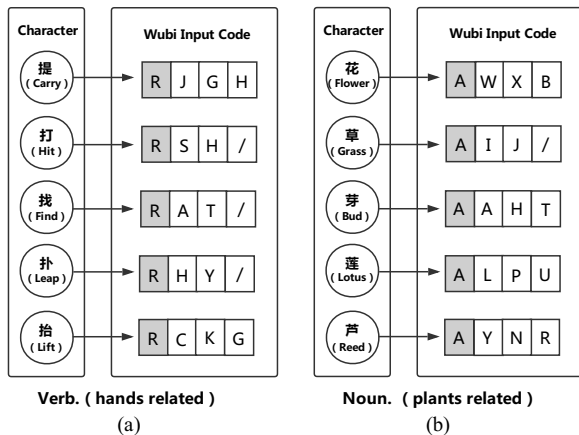 Character Wubi Input Code
提
( Carry )
R J G H
打
( Hit )
R S H /
找
( Find )
R A T /
扑
( Leap )
R H Y /
抬
( Lift )
R C K G
Verb. ( hands related )
(a)
Character Wubi Input Code
花
( Flower )
A W X B
草
( Grass )
A I J /
芽
( Bud )
A A H T
莲
( Lotus )
A L P U
芦
( Reed )
A Y N R
Noun. ( plants related )
(b)